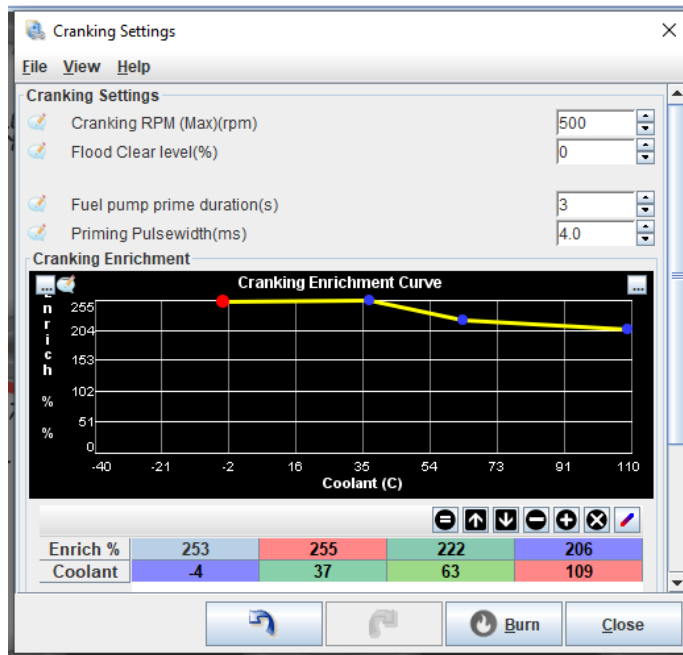 Cranking Settings
File View Help
Cranking Settings
Cranking RPM (Max)(rpm) 500
Flood Clear level(%) 0
Fuel pump prime duration(s) 3
Priming Pulsewidth(ms) 4.0
Cranking Enrichment
... Cranking Enrichment Curve ...
Enrich % %
255
204
153
102
51
0
-40 -21 -2 16 35 54 73 91 110
Coolant (C)
Enrich % 253 255 222 206
Coolant -4 37 63 109
Burn Close